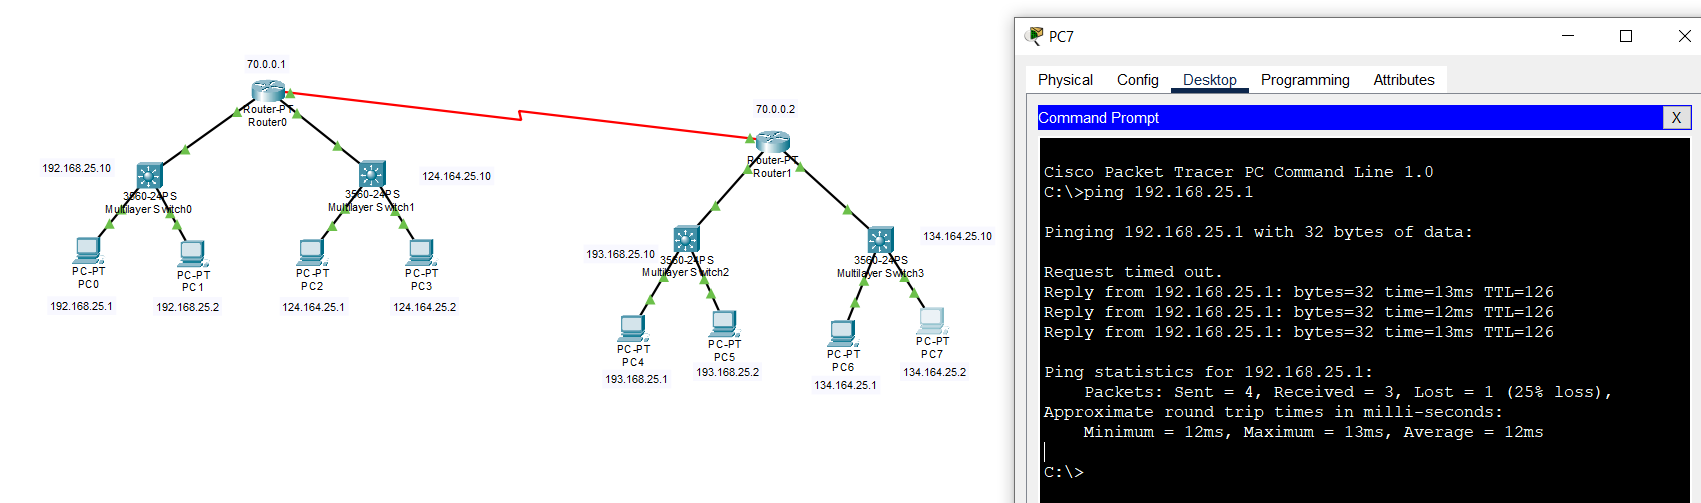 70.0.0.1
Router-PT
Router0
192.168.25.10
3560-24PS
Multilayer Switch0
124.164.25.10
3560-24PS
Multilayer Switch1
PC-PT
PC0
192.168.25.1
PC-PT
PC1
192.168.25.2
PC-PT
PC2
124.164.25.1
PC-PT
PC3
124.164.25.2
70.0.0.2
Router-PT
Router1
193.168.25.10
3560-24PS
Multilayer Switch2
134.164.25.10
3560-24PS
Multilayer Switch3
PC-PT
PC4
193.168.25.1
PC-PT
PC5
193.168.25.2
PC-PT
PC6
134.164.25.1
PC-PT
PC7
134.164.25.2
PC7
Physical Config Desktop Programming Attributes
Command Prompt X
Cisco Packet Tracer PC Command Line 1.0
C:\>ping 192.168.25.1
Pinging 192.168.25.1 with 32 bytes of data:
Request timed out.
Reply from 192.168.25.1: bytes=32 time=13ms TTL=126
Reply from 192.168.25.1: bytes=32 time=12ms TTL=126
Reply from 192.168.25.1: bytes=32 time=13ms TTL=126
Ping statistics for 192.168.25.1:
Packets: Sent = 4, Received = 3, Lost = 1 (25% loss),
Approximate round trip times in milli-seconds:
Minimum = 12ms, Maximum = 13ms, Average = 12ms
C:\>